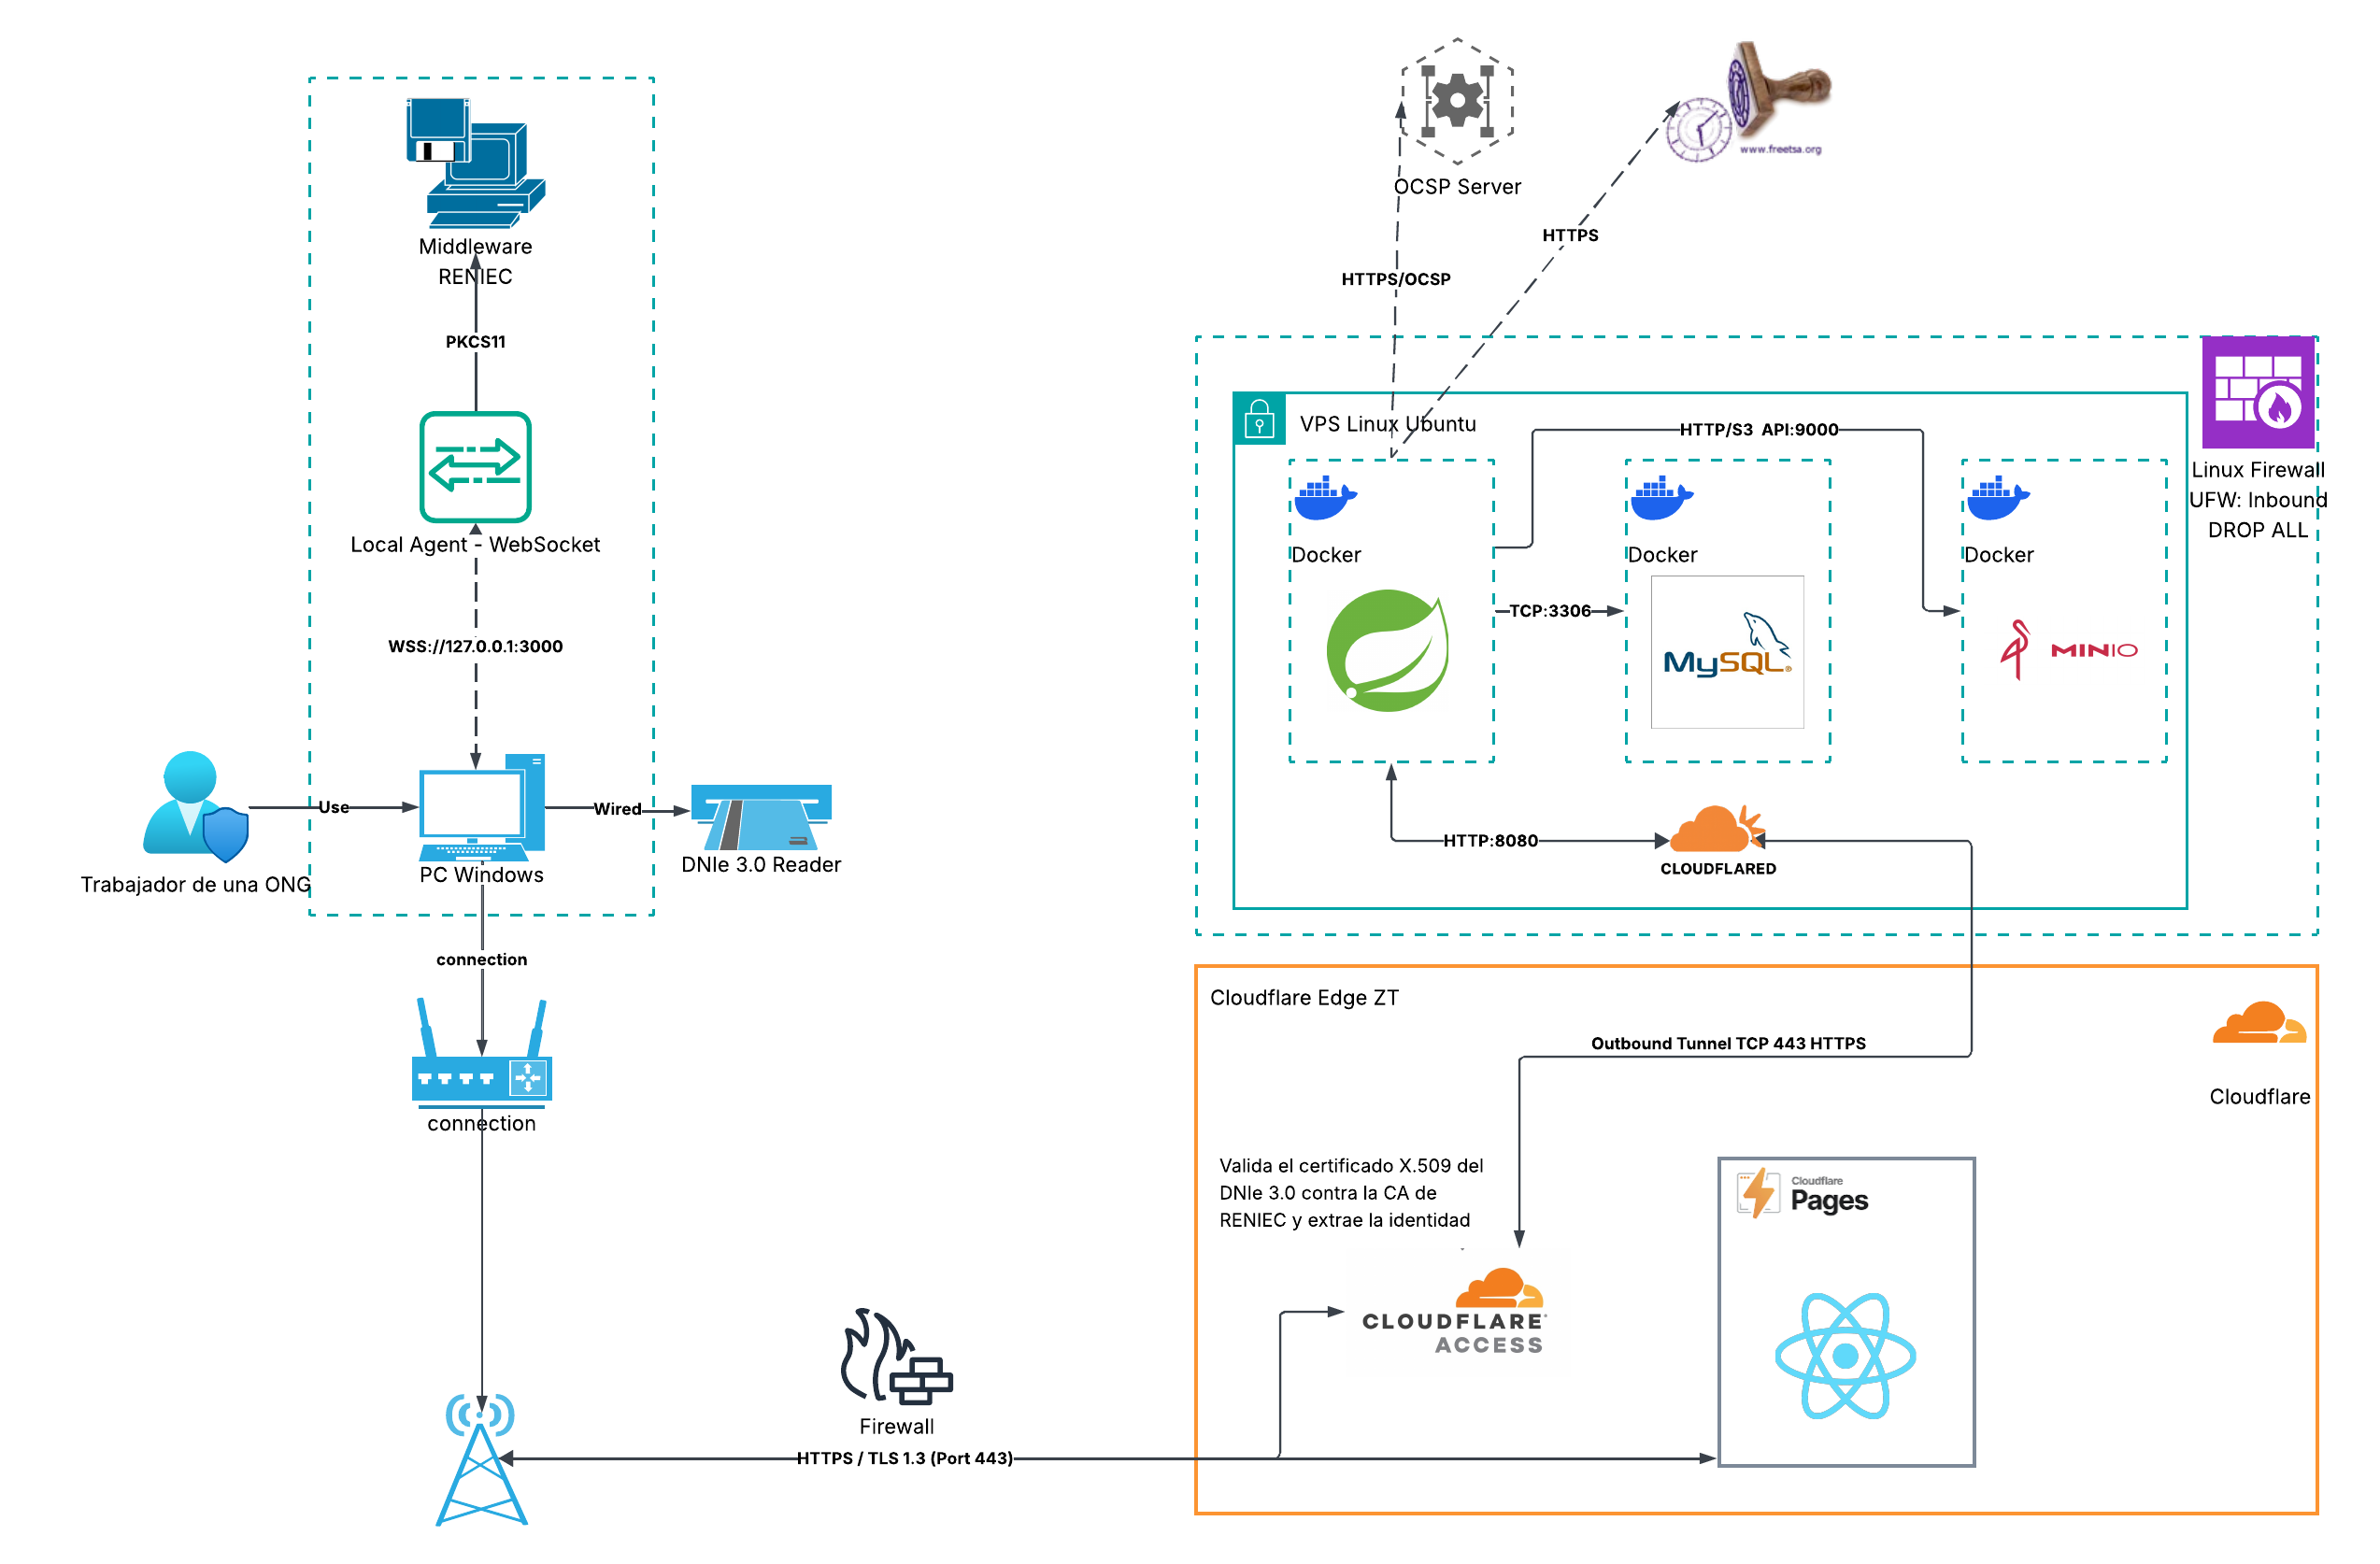 OCSP Server
www.freetsa.org
HTTPS/OCSP
HTTPS
Middleware
RENIEC
PKCS11
Local Agent - WebSocket
WSS://127.0.0.1:3000
Use
Trabajador de una ONG
PC Windows
Wired
DNIe 3.0 Reader
connection
connection
Firewall
HTTPS / TLS 1.3 (Port 443)
VPS Linux Ubuntu
HTTP/S3 API:9000
Linux Firewall
UFW: Inbound
DROP ALL
Docker
Docker
Docker
TCP:3306
MySQL®
MINIO
HTTP:8080
CLOUDFLARED
Cloudflare Edge ZT
Outbound Tunnel TCP 443 HTTPS
Cloudflare
Valida el certificado X.509 del
DNIe 3.0 contra la CA de
RENIEC y extrae la identidad
CLOUDFLARE
ACCESS
Cloudflare
Pages